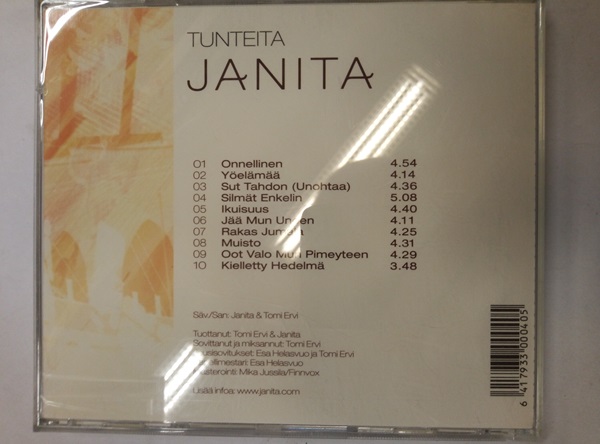 TUNTEITA
JANITA
01 Onnellinen 4.54
02 Yöelämää 4.14
03 Sut Tahdon (Unohtaa) 4.36
04 Silmät Enkelin 5.08
05 Ikuisuus 4.40
06 Jää Mun 4.11
07 Rakas 4.25
08 Muisto 4.31
09 Oot Valo Mun Pimeyteen 4.29
10 Kielletty Hedelmä 3.48
Säv./San: Janita & Tomi Ervi
Tuottanut: Tomi Ervi & Janita
Sovittanut ja miksannut: Tomi Ervi
Esa Helasvuo ja Tomi Ervi
Esa Helasvuo
Mika Jussila/Finnvox
Lisää infoa: www.janita.com
6 417933 000405